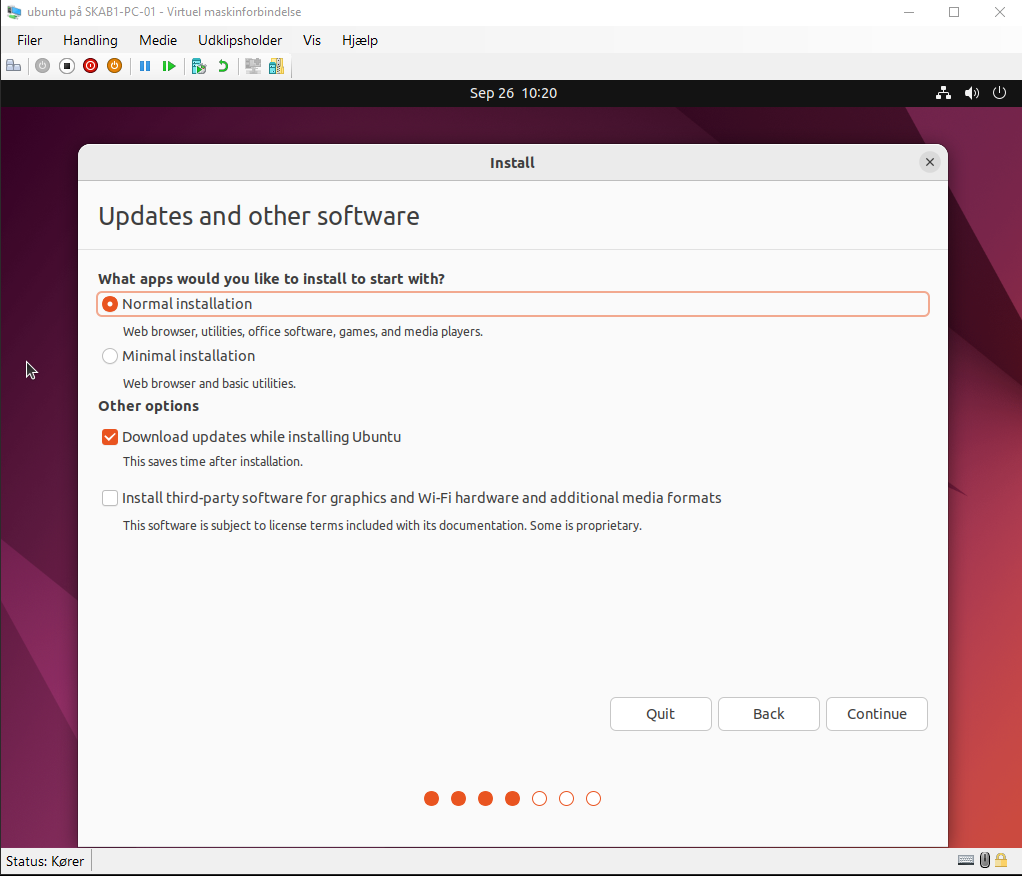 ubuntu på SKAB1-PC-01 - Virtuel maskinforbindelse
Filer Handling Medie Udklipsholder Vis Hjælp
Sep 26 10:20
Install
Updates and other software
What apps would you like to install to start with?
Normal installation
Web browser, utilities, office software, games, and media players.
Minimal installation
Web browser and basic utilities.
Other options
Download updates while installing Ubuntu
This saves time after installation.
Install third-party software for graphics and Wi-Fi hardware and additional media formats
This software is subject to license terms included with its documentation. Some is proprietary.
Quit Back Continue
Status: Kører